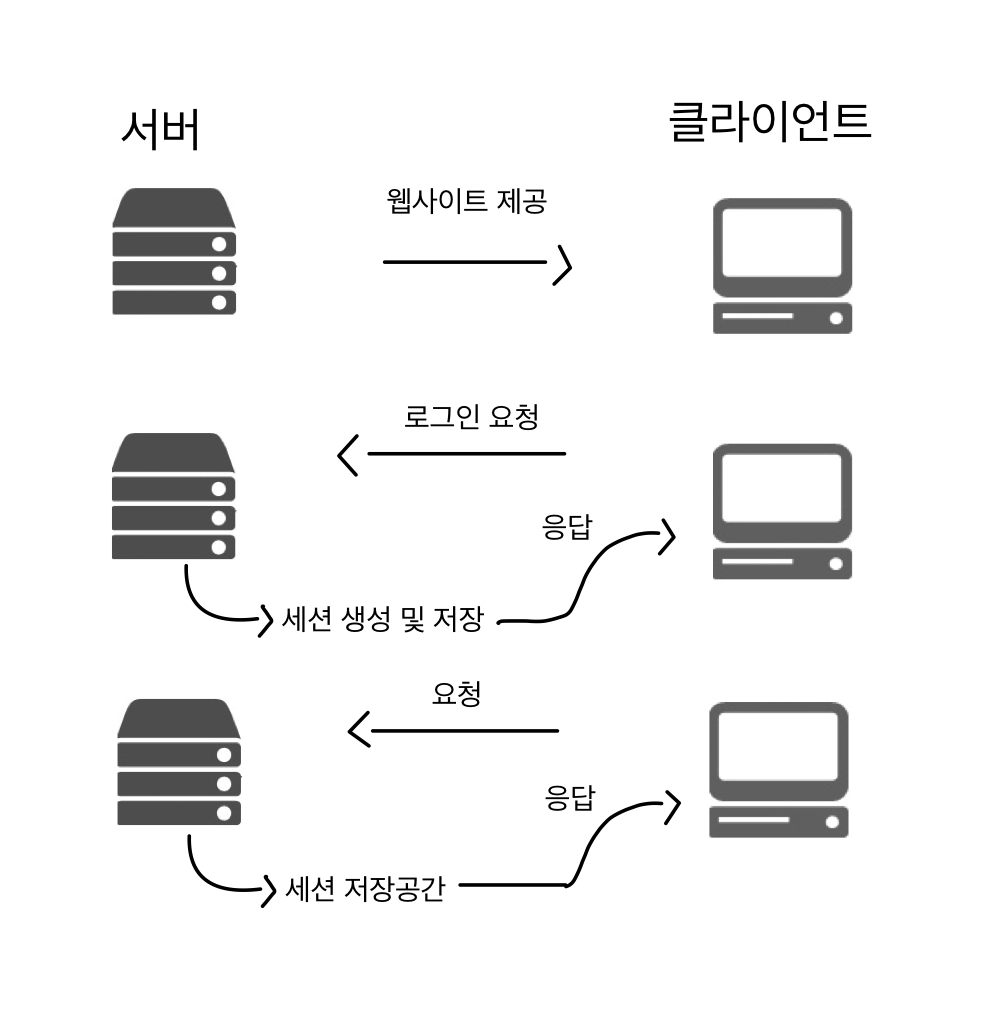 서버
클라이언트
웹사이트 제공
로그인 요청
응답
세션 생성 및 저장
요청
응답
세션 저장공간